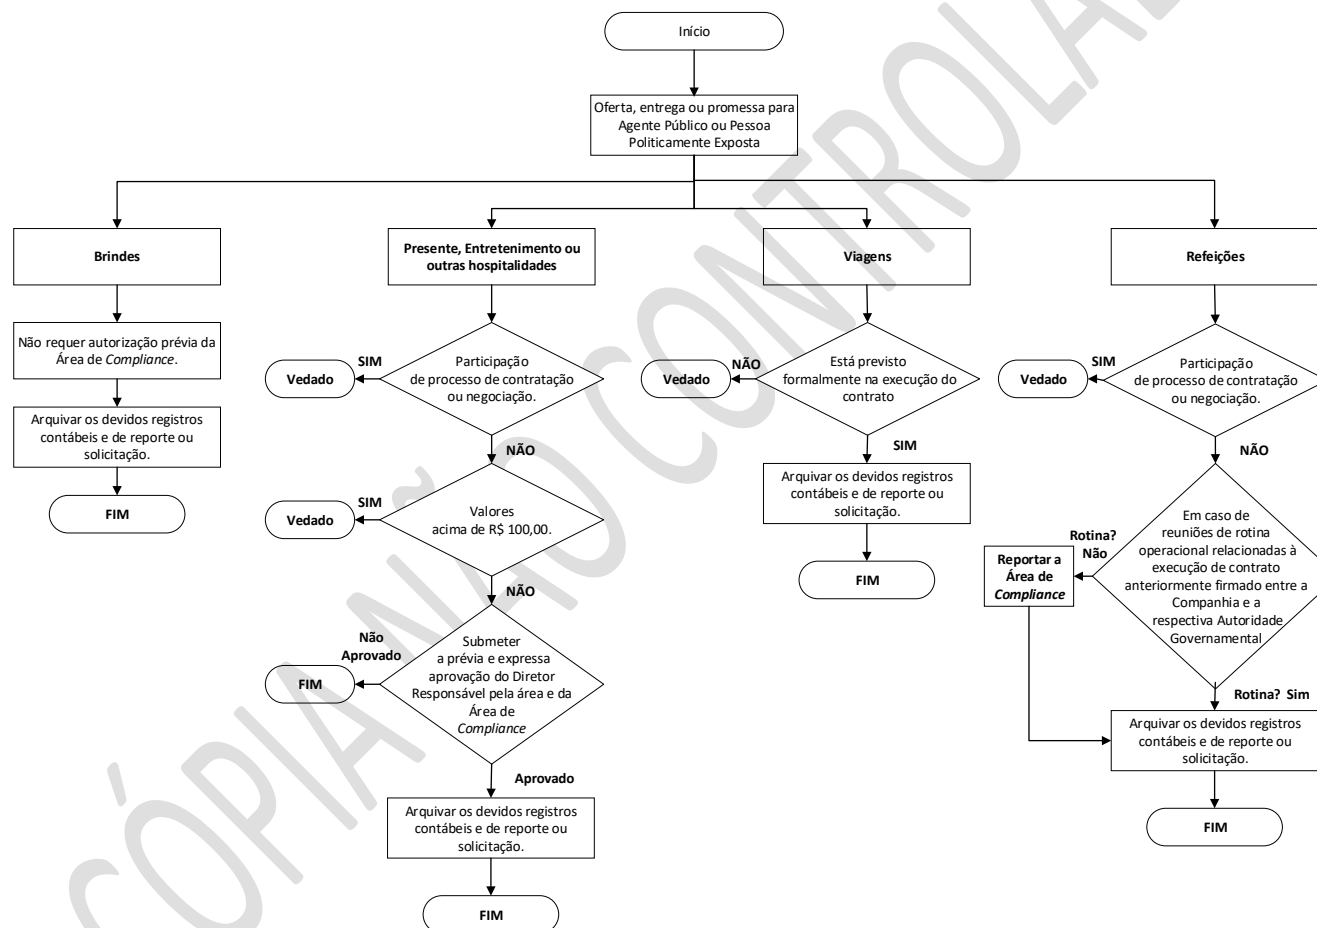 Início
Oferta, entrega ou promessa para
Agente Público ou Pessoa
Politicamente Exposta
Brindes
Não requer autorização prévia da
Área de Compliance.
Arquivar os devidos registros
contábeis e de reporte ou
solicitação.
FIM
Presente, Entretenimento ou
outras hospitalidades
Participação
de processo de contratação
ou negociação.
SIM
Vedado
NÃO
Valores
acima de R$ 100,00.
SIM
Vedado
NÃO
Submeter
a prévia e expressa
aprovação do Diretor
Responsável pela área e da
Área de
Compliance
Não
Aprovado
FIM
Aprovado
Arquivar os devidos registros
contábeis e de reporte ou
solicitação.
FIM
Viagens
Está previsto
formalmente na execução do
contrato
NÃO
Vedado
SIM
Arquivar os devidos registros
contábeis e de reporte ou
solicitação.
FIM
Refeições
Participação
de processo de contratação
ou negociação.
SIM
Vedado
NÃO
Em caso de
reuniões de rotina
operacional relacionadas à
execução de contrato
anteriormente firmado entre a
Companhia e a
respectiva Autoridade
Governamental
Rotina?
Não
Reportar a
Área de
Compliance
Rotina? Sim
Arquivar os devidos registros
contábeis e de reporte ou
solicitação.
FIM
CÓPIA NÃO CONTROLAD